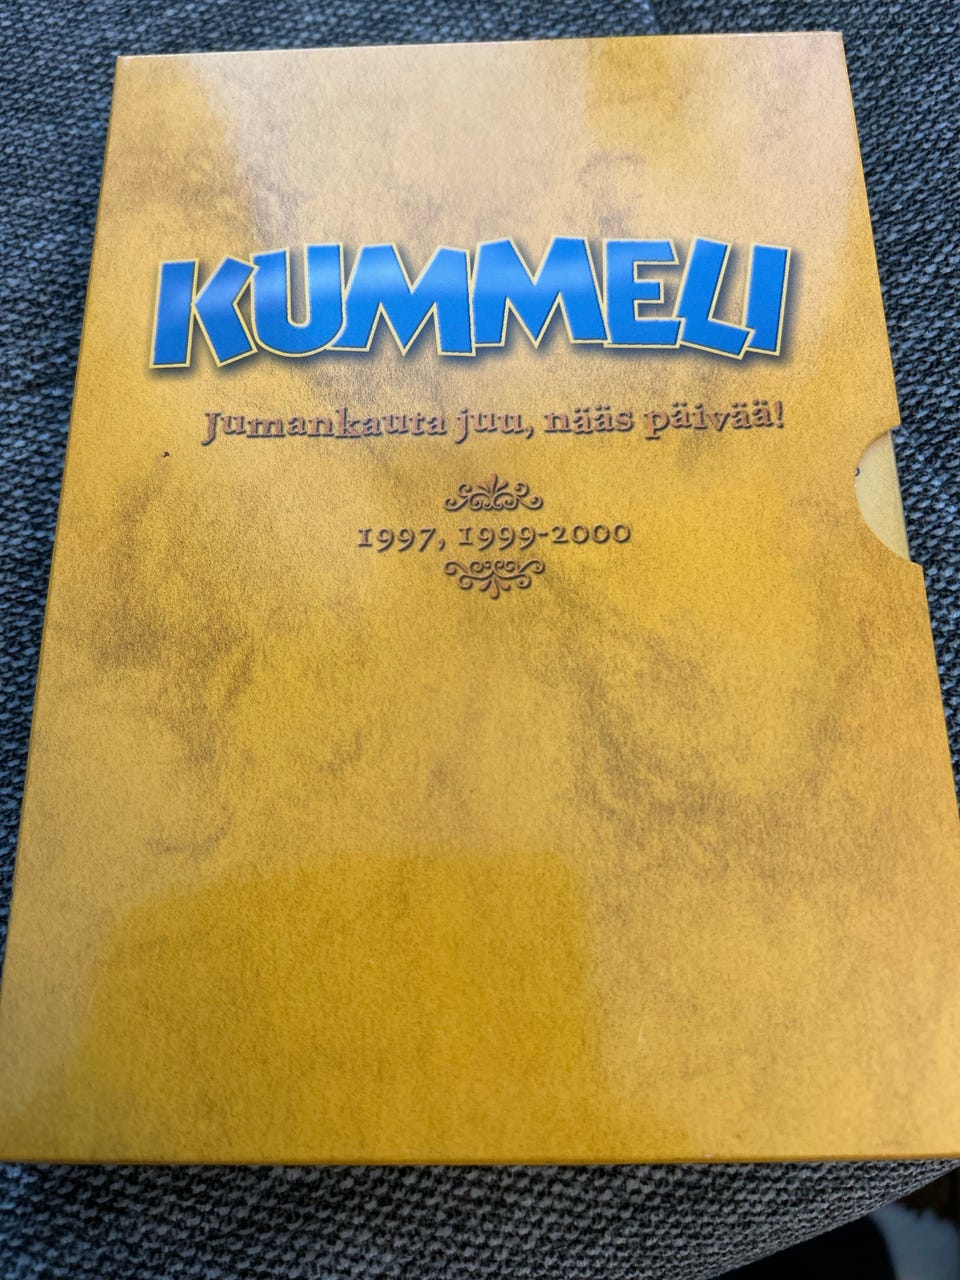 KUMMELI
Jumankauta juu, nääs päivää!
1997, 1999-2000